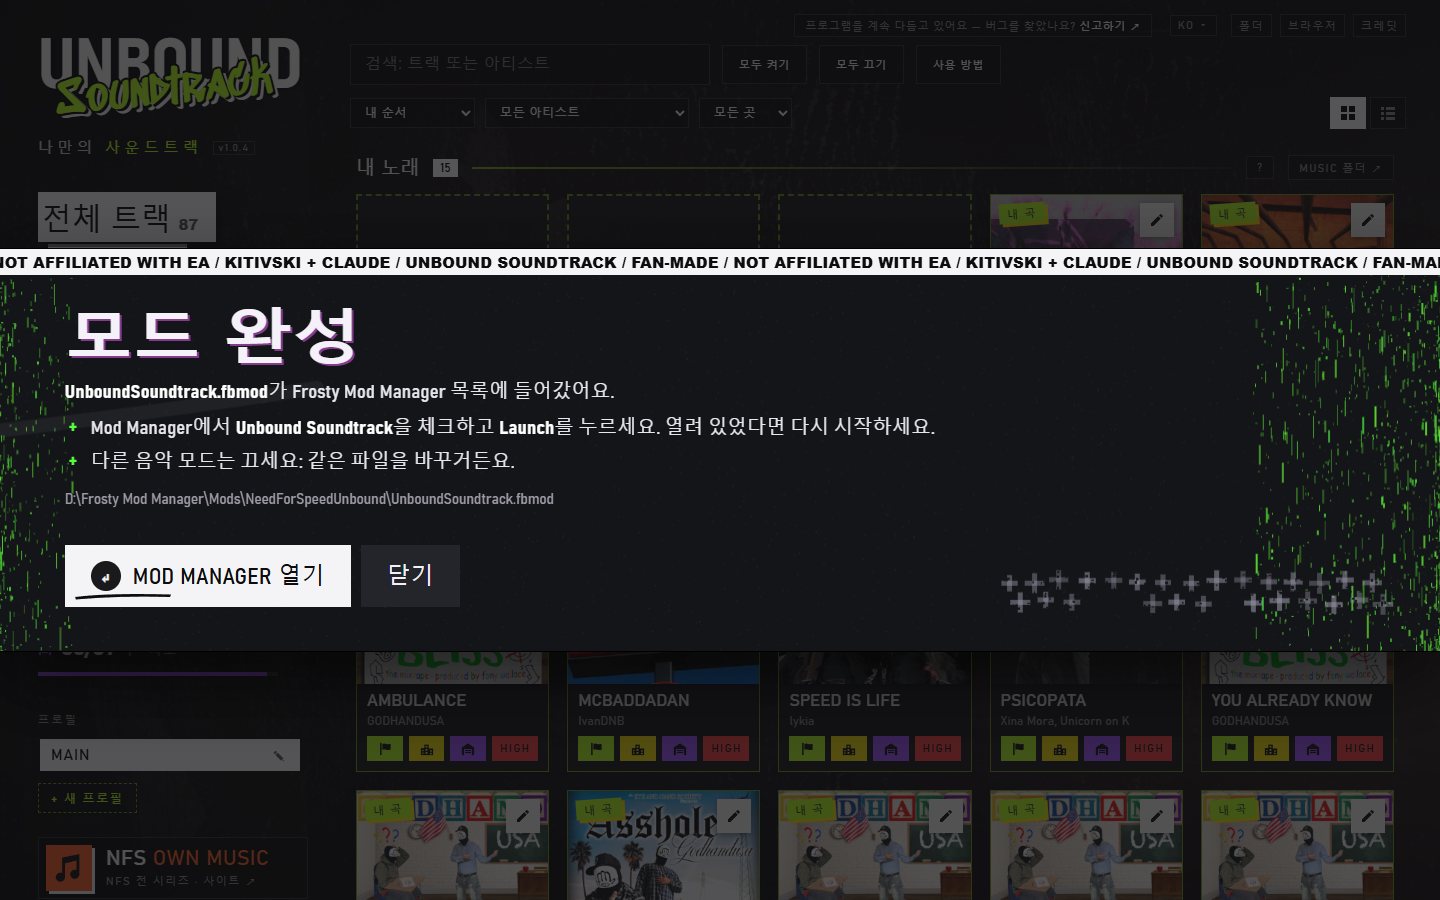 프로그램을 계속 다듬고 있어요 — 버그를 찾았나요? 신고하기 ↗
KO
폴더
브라우저
크레딧
UNBOUND
SOUNDTRACK
검색: 트랙 또는 아티스트
모두 켜기
모두 끄기
사용 방법
내 순서
모든 아티스트
모든 곳
나만의 사운드트랙 v1.0.4
내 노래 15
?
MUSIC 폴더 ↗
전체 트랙 87
내 곡
내 곡
NOT AFFILIATED WITH EA / KITIVSKI + CLAUDE / UNBOUND SOUNDTRACK / FAN-MADE / NOT AFFILIATED WITH EA / KITIVSKI + CLAUDE / UNBOUND SOUNDTRACK / FAN-MA
모드 완성
UnboundSoundtrack.fbmod가 Frosty Mod Manager 목록에 들어갔어요.
+ Mod Manager에서 Unbound Soundtrack을 체크하고 Launch를 누르세요. 열려 있었다면 다시 시작하세요.
+ 다른 음악 모드는 끄세요: 같은 파일을 바꾸거든요.
D:\Frosty Mod Manager\Mods\NeedForSpeedUnbound\UnboundSoundtrack.fbmod
MOD MANAGER 열기
닫기
AMBULANCE
GODHANDUSA
HIGH
MCBADDADAN
IvanDNB
HIGH
SPEED IS LIFE
lykia
HIGH
PSICOPATA
Xina Mora, Unicorn on K
HIGH
YOU ALREADY KNOW
GODHANDUSA
HIGH
프로필
MAIN
+ 새 프로필
NFS OWN MUSIC
NFS 전 시리즈 · 사이트 ↗
내 곡
USA
내 곡
Asshole
Godhandusa
내 곡
USA
내 곡
USA
내 곡
USA